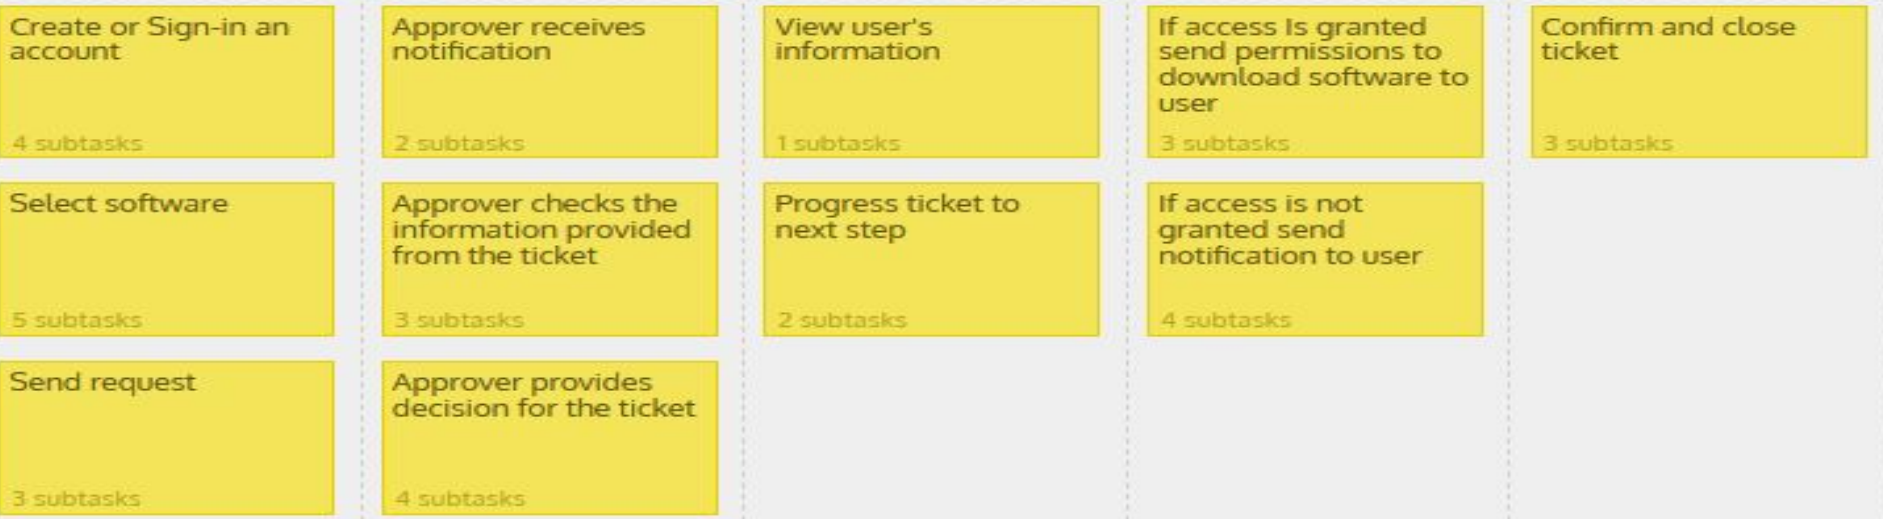 Create or Sign-in an
account
4 subtasks
Approver receives
notification
2 subtasks
View user's
information
1 subtasks
If access Is granted
send permissions to
download software to
user
3 subtasks
Confirm and close
ticket
3 subtasks
Select software
5 subtasks
Approver checks the
information provided
from the ticket
3 subtasks
Progress ticket to
next step
2 subtasks
If access is not
granted send
notification to user
4 subtasks
Send request
3 subtasks
Approver provides
decision for the ticket
4 subtasks